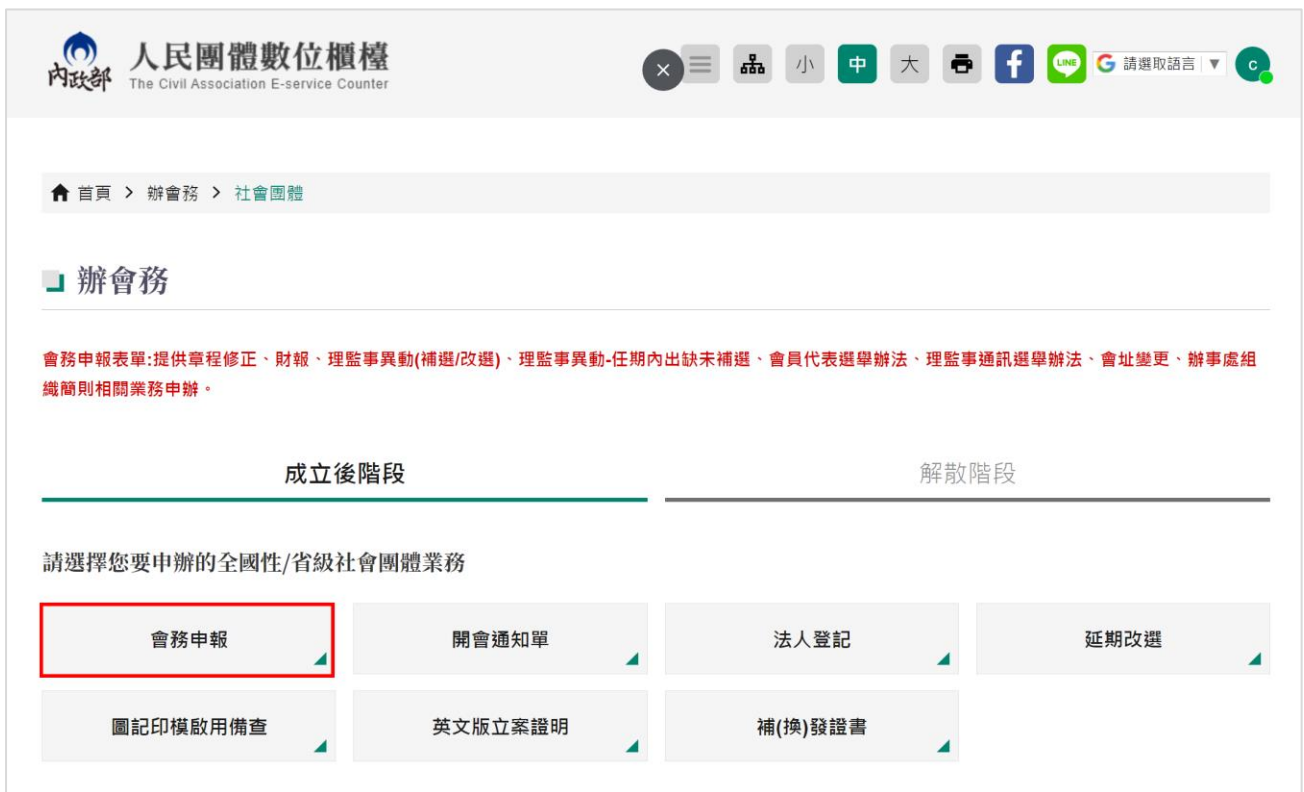 內政部
人民團體數位櫃檯
The Civil Association E-service Counter
小 中 大 f LINE G 請選取語言 ▼ C
首頁 > 辦會務 > 社會團體
辦會務
會務申報表單:提供章程修正、財報、理監事異動(補選/改選)、理監事異動-任期內出缺未補選、會員代表選舉辦法、理監事通訊選舉辦法、會址變更、辦事處組
織簡則相關業務申辦。
成立後階段 解散階段
請選擇您要申辦的全國性/省級社會團體業務
會務申報 開會通知單 法人登記 延期改選
圖記印模啟用備查 英文版立案證明 補(換)發證書